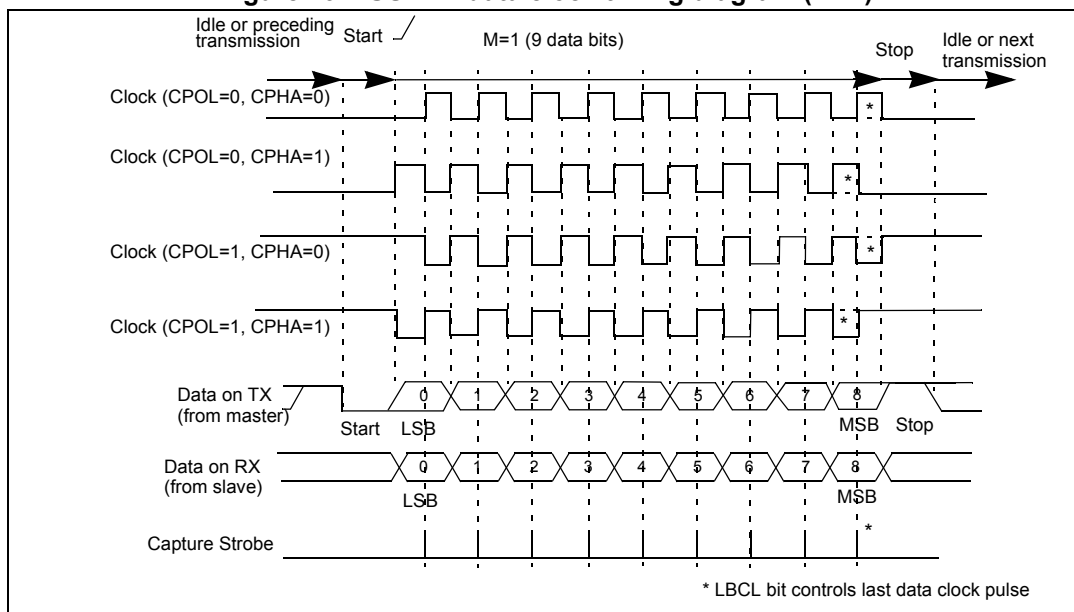 Idle or preceding
transmission
Start
M=1 (9 data bits)
Stop
Idle or next
transmission
Clock (CPOL=0, CPHA=0)
*
Clock (CPOL=0, CPHA=1)
*
Clock (CPOL=1, CPHA=0)
*
Clock (CPOL=1, CPHA=1)
*
Data on TX
(from master)
0 1 2 3 4 5 6 7 8
Start LSB MSB Stop
Data on RX
(from slave)
0 1 2 3 4 5 6 7 8
LSB MSB
Capture Strobe
*
* LBCL bit controls last data clock pulse